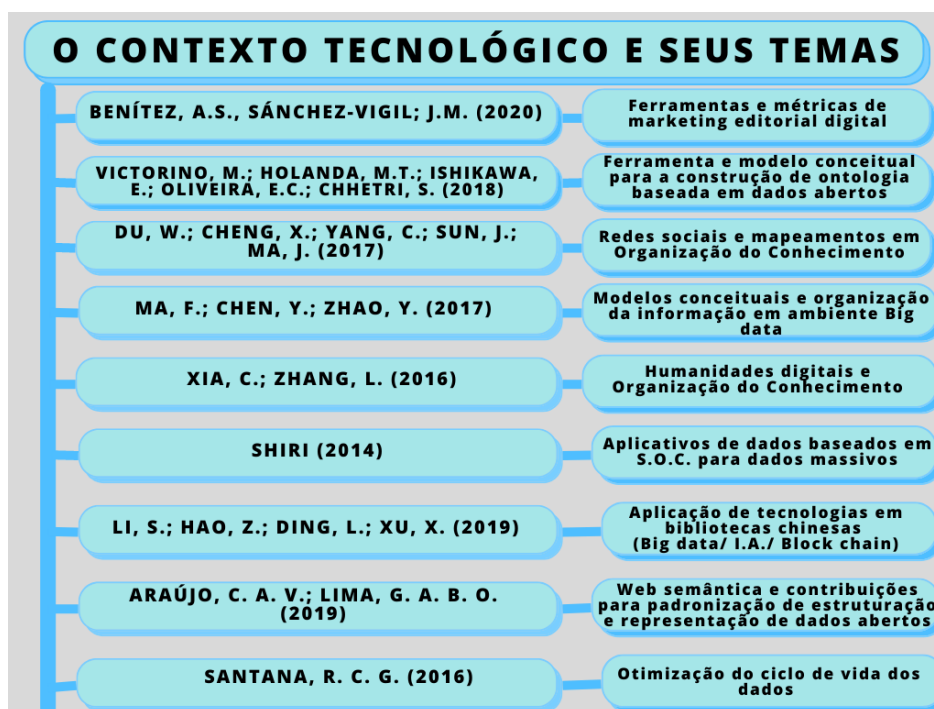 O CONTEXTO TECNOLÓGICO E SEUS TEMAS
BENÍTEZ, A.S., SÁNCHEZ-VIGIL; J.M. (2020)
Ferramentas e métricas de
marketing editorial digital
VICTORINO, M.; HOLANDA, M.T.; ISHIKAWA,
E.; OLIVEIRA, E.C.; CHHETRI, S. (2018)
Ferramenta e modelo conceitual
para a construção de ontologia
baseada em dados abertos
DU, W.; CHENG, X.; YANG, C.; SUN, J.;
MA, J. (2017)
Redes sociais e mapeamentos em
Organização do Conhecimento
MA, F.; CHEN, Y.; ZHAO, Y. (2017)
Modelos conceituais e organização
da informação em ambiente Big
data
XIA, C.; ZHANG, L. (2016)
Humanidades digitais e
Organização do Conhecimento
SHIRI (2014)
Aplicativos de dados baseados em
S.O.C. para dados massivos
LI, S.; HAO, Z.; DING, L.; XU, X. (2019)
Aplicação de tecnologias em
bibliotecas chinesas
(Big data/ I.A./ Block chain)
ARAÚJO, C. A. V.; LIMA, G. A. B. O.
(2019)
Web semântica e contribuições
para padronização de estruturação
e representação de dados abertos
SANTANA, R. C. G. (2016)
Otimização do ciclo de vida dos
dados